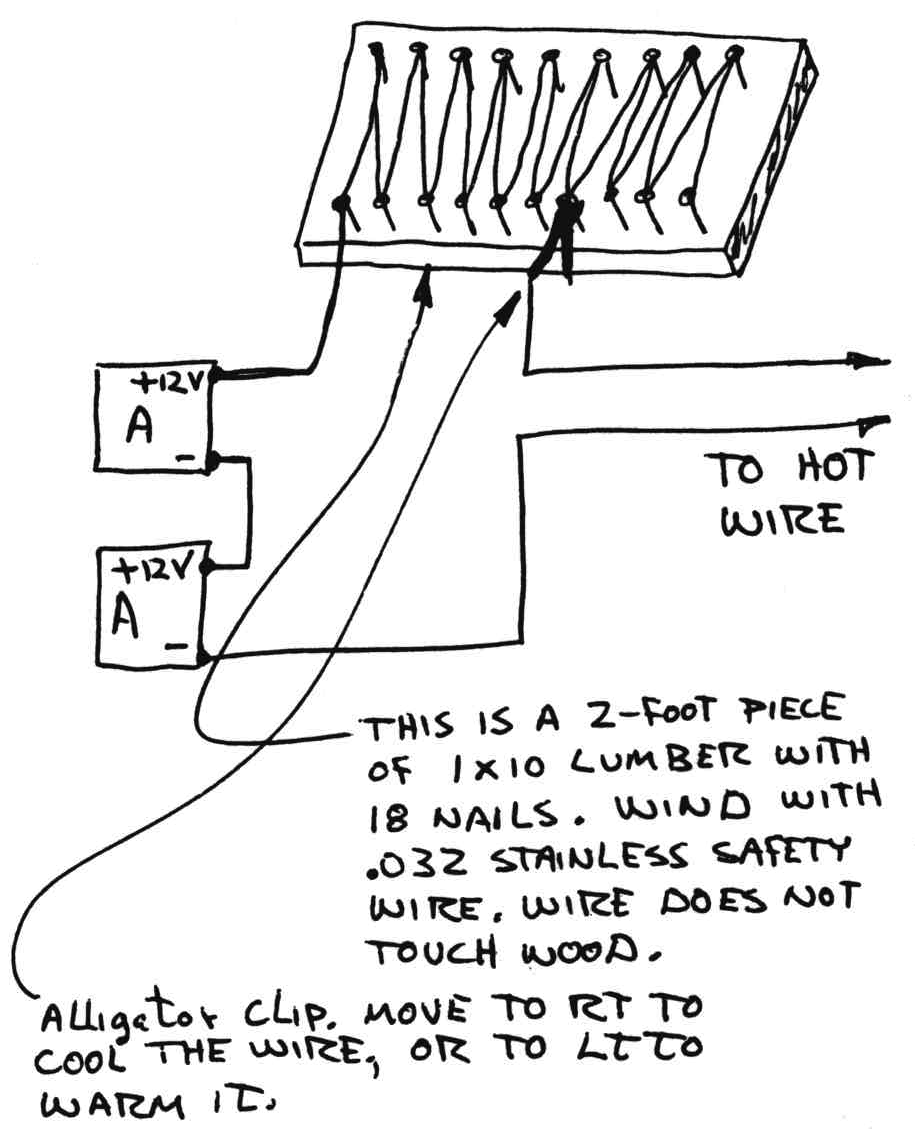 +12V
A
-
+12V
A
-
TO HOT
WIRE
THIS IS A 2-FOOT PIECE
OF 1X10 LUMBER WITH
18 NAILS. WIND WITH
.032 STAINLESS SAFETY
WIRE. WIRE DOES NOT
TOUCH WOOD.
Alligator CLIP. MOVE TO RT TO
COOL THE WIRE, OR TO LT TO
WARM IT.